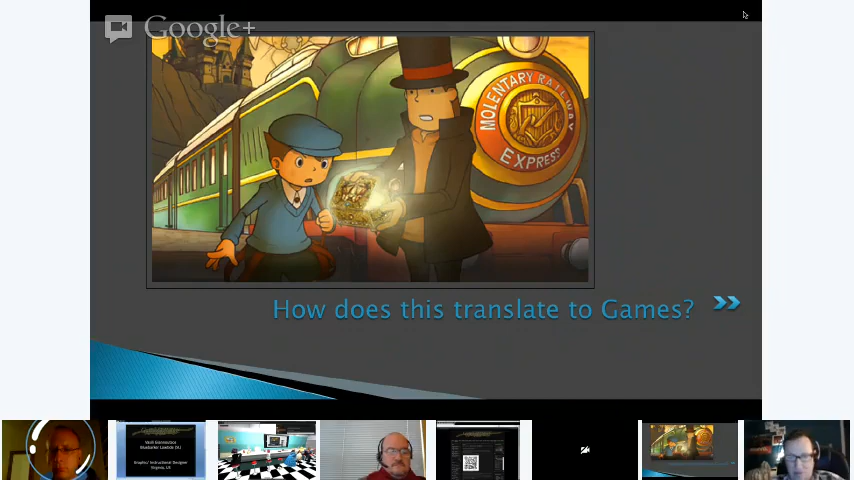 Google+
MOLENTARY RAILWAY
EXPRESS
How does this translate to Games?